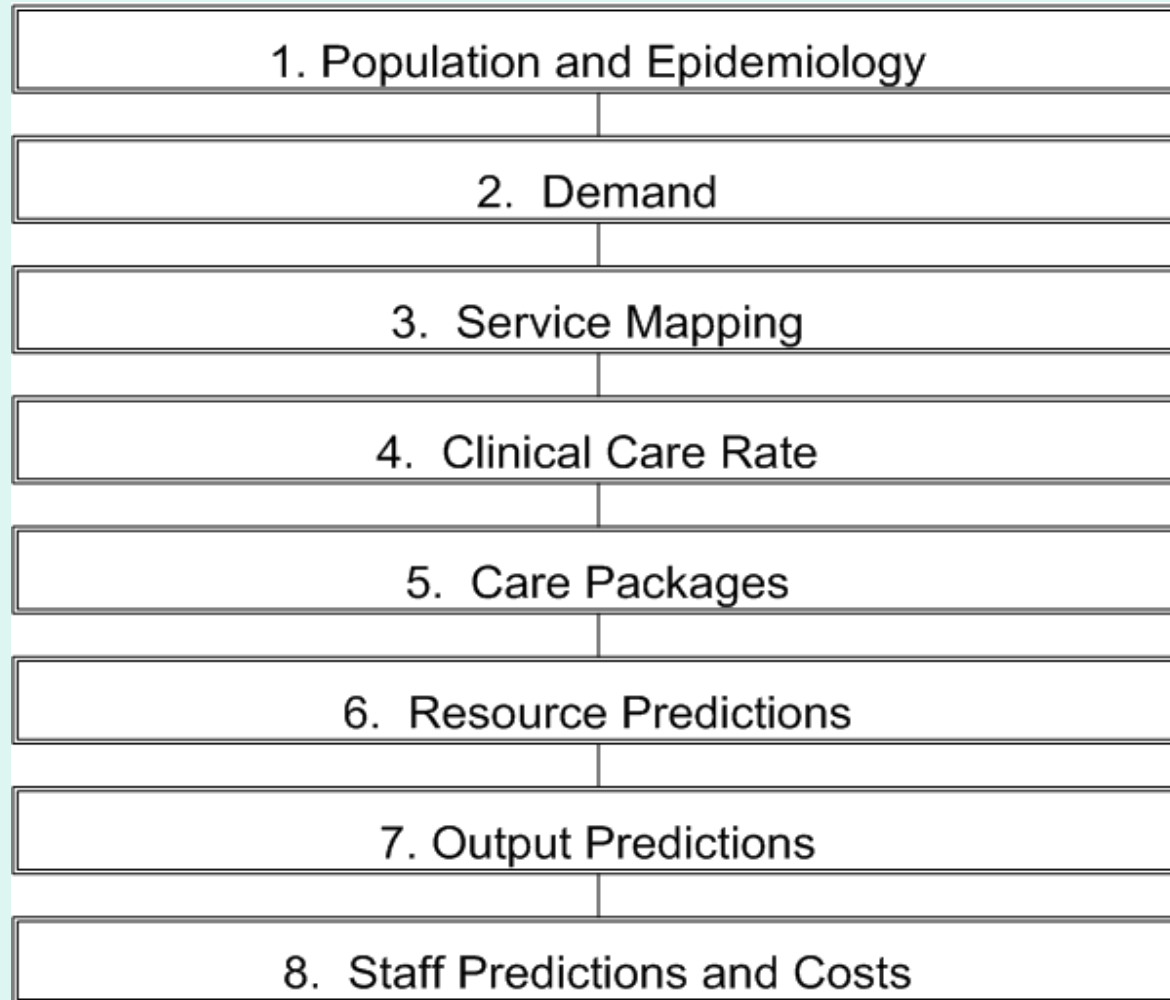 1. Population and Epidemiology
2. Demand
3. Service Mapping
4. Clinical Care Rate
5. Care Packages
6. Resource Predictions
7. Output Predictions
8. Staff Predictions and Costs